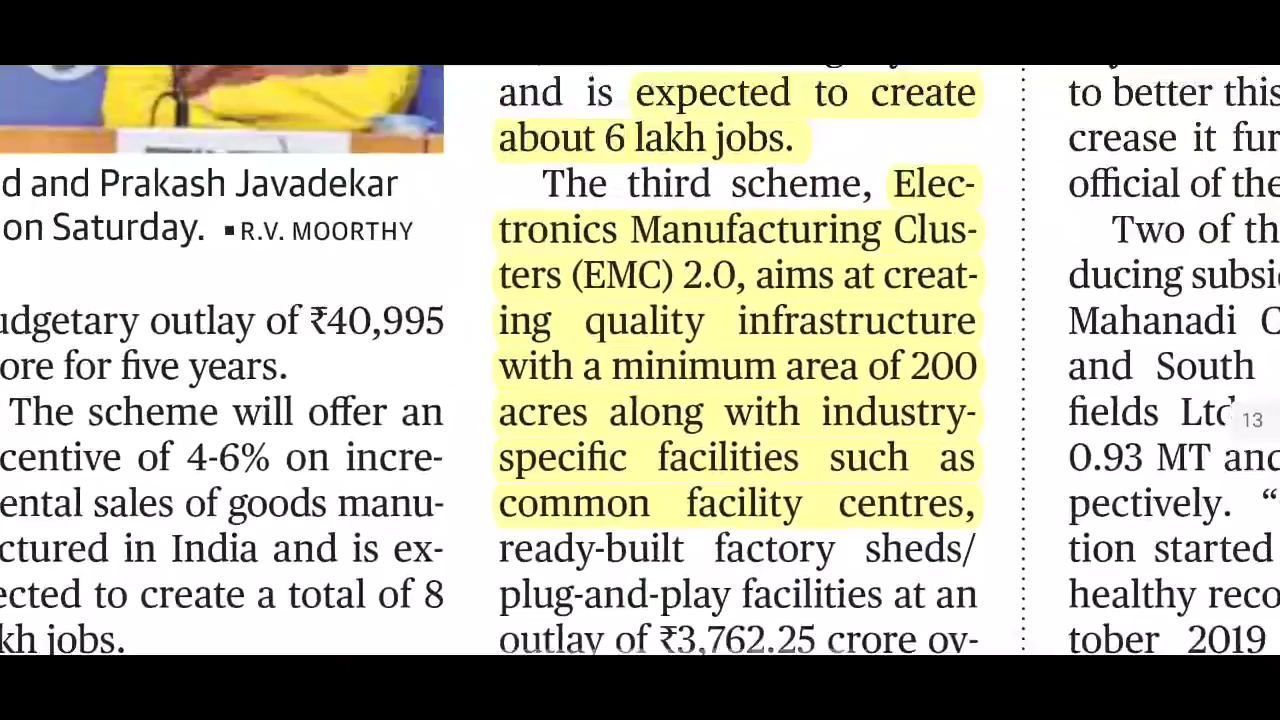 d and Prakash Javadekar
on Saturday. ▪R.V. MOORTHY
udgetary outlay of ₹40,995
ore for five years.
The scheme will offer an
centive of 4-6% on incre-
ental sales of goods manu-
ctured in India and is ex-
ected to create a total of 8
kh jobs.
and is expected to create
about 6 lakh jobs.
The third scheme, Elec-
tronics Manufacturing Clus-
ters (EMC) 2.0, aims at creat-
ing quality infrastructure
with a minimum area of 200
acres along with industry-
specific facilities such as
common facility centres,
ready-built factory sheds/
plug-and-play facilities at an
outlay of ₹3,762.25 crore ov-
to better this
crease it fur
official of the
Two of th
ducing subsi
Mahanadi C
and South
fields Ltd
13
0.93 MT and
pectively. “
tion started
healthy reco
tober 2019